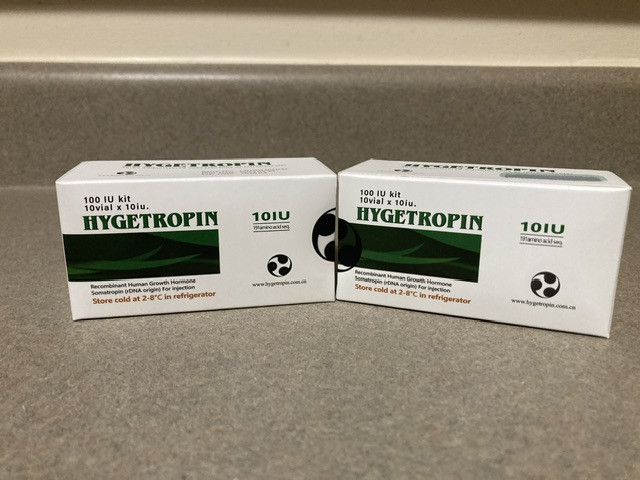 HYGETROPIN
100 IU kit
10vial x 10iu.
HYGETROPIN
10IU
191amino acid seq.
Recombinant Human Growth Hormone
Somatropin (rDNA origin) For injection
Store cold at 2-8°C in refrigerator
www.hygetropin.com.cn
HYGETROPIN
100 IU kit
10vial x 10iu.
HYGETROPIN
10IU
191amino acid seq.
Recombinant Human Growth Hormone
Somatropin (rDNA origin) For injection
Store cold at 2-8°C in refrigerator
www.hygetropin.com.cn